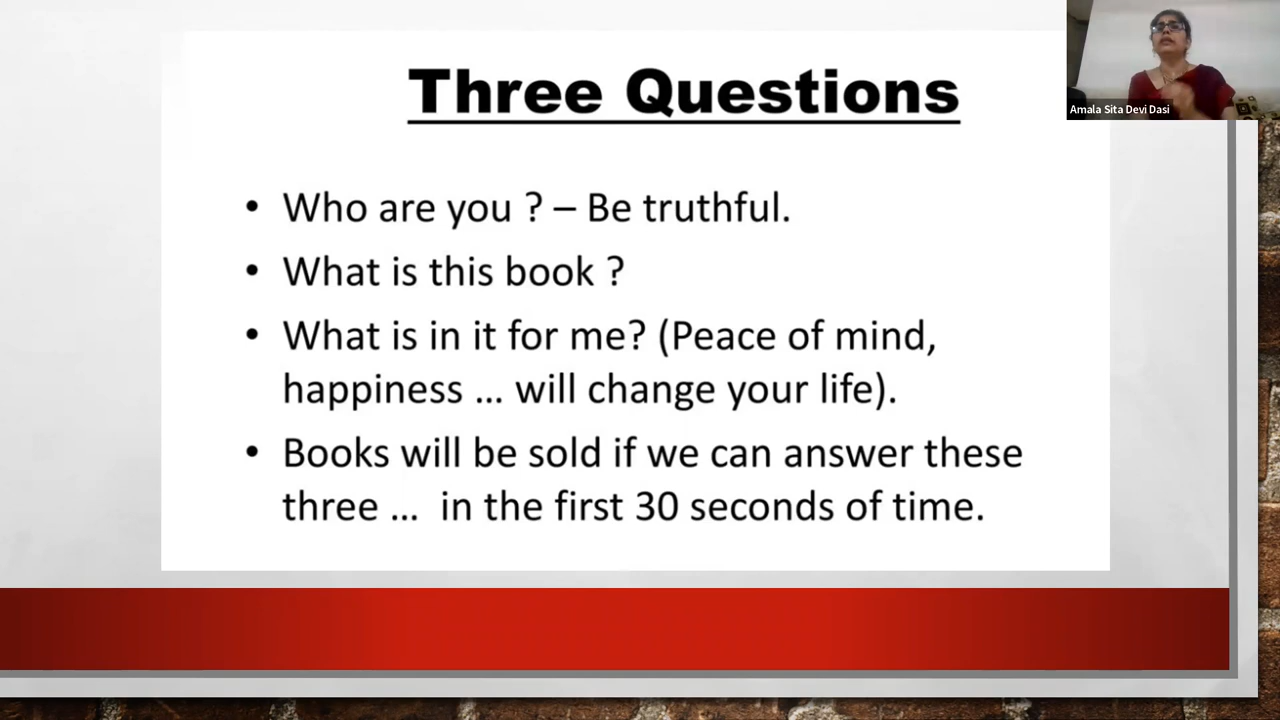 Three Questions
Amala Sita Devi Dasi
• Who are you ? – Be truthful.
• What is this book ?
• What is in it for me? (Peace of mind,
happiness … will change your life).
• Books will be sold if we can answer these
three … in the first 30 seconds of time.